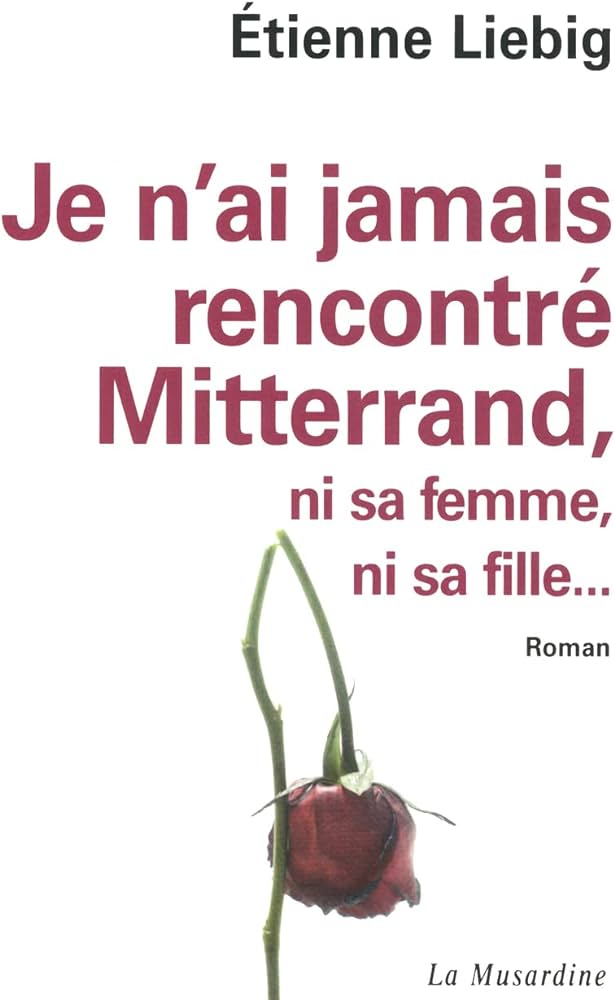 Étienne Liebig
Je n'ai jamais
rencontré
Mitterrand,
ni sa femme,
ni sa fille...
Roman
La Musardine